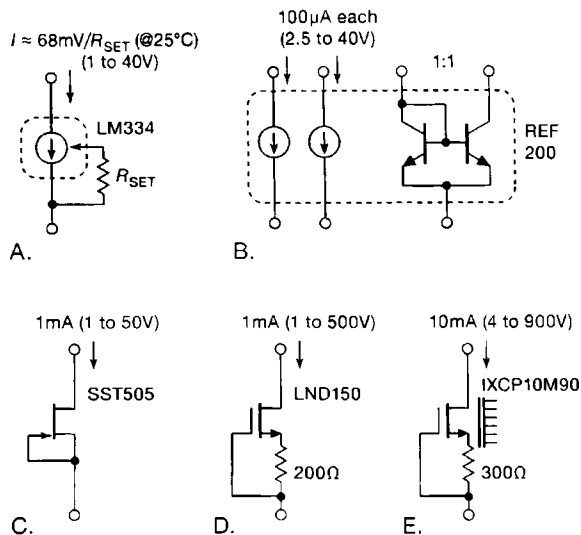 I ≈ 68mV/RSET (@25°C)
(1 to 40V)
LM334
RSET
A.
100µA each
(2.5 to 40V)
1:1
REF
200
B.
1mA (1 to 50V)
SST505
C.
1mA (1 to 500V)
LND150
200Ω
D.
10mA (4 to 900V)
IXCP10M90
300Ω
E.